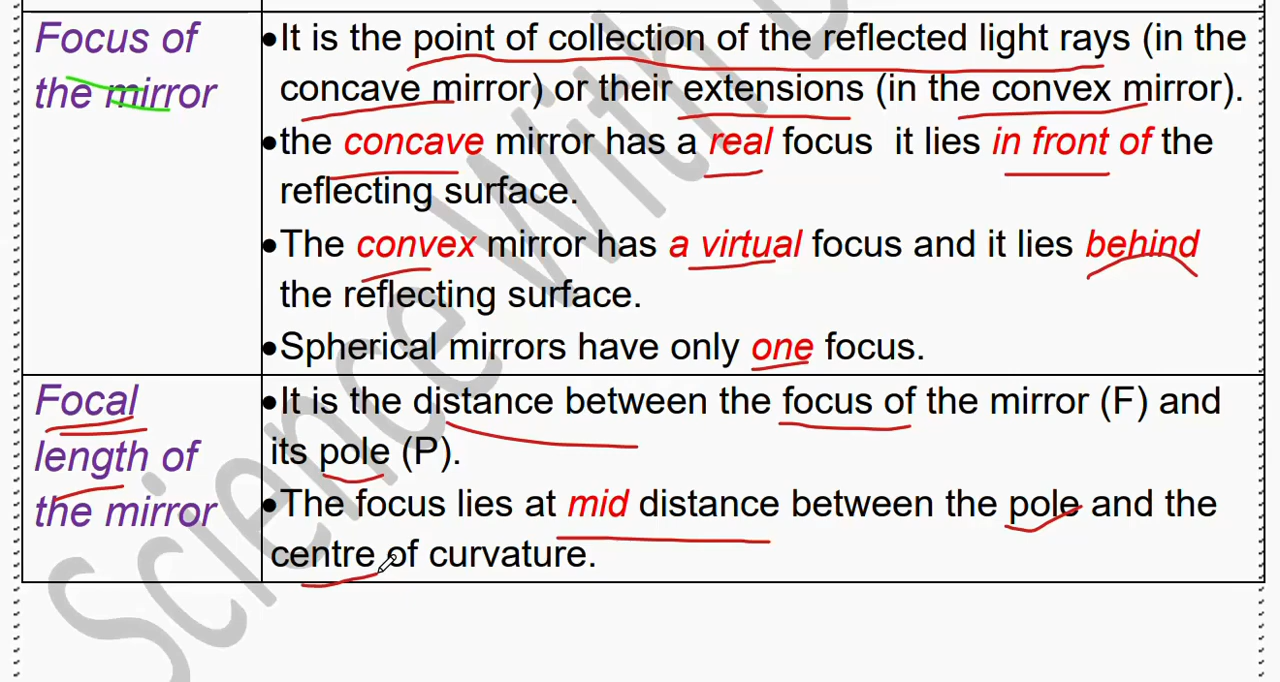 Focus of
the mirror
•It is the point of collection of the reflected light rays (in the
concave mirror) or their extensions (in the convex mirror).
•the concave mirror has a real focus it lies in front of the
reflecting surface.
•The convex mirror has a virtual focus and it lies behind
the reflecting surface.
•Spherical mirrors have only one focus.
Focal
length of
the mirror
•It is the distance between the focus of the mirror (F) and
its pole (P).
•The focus lies at mid distance between the pole and the
centre of curvature.
Science With